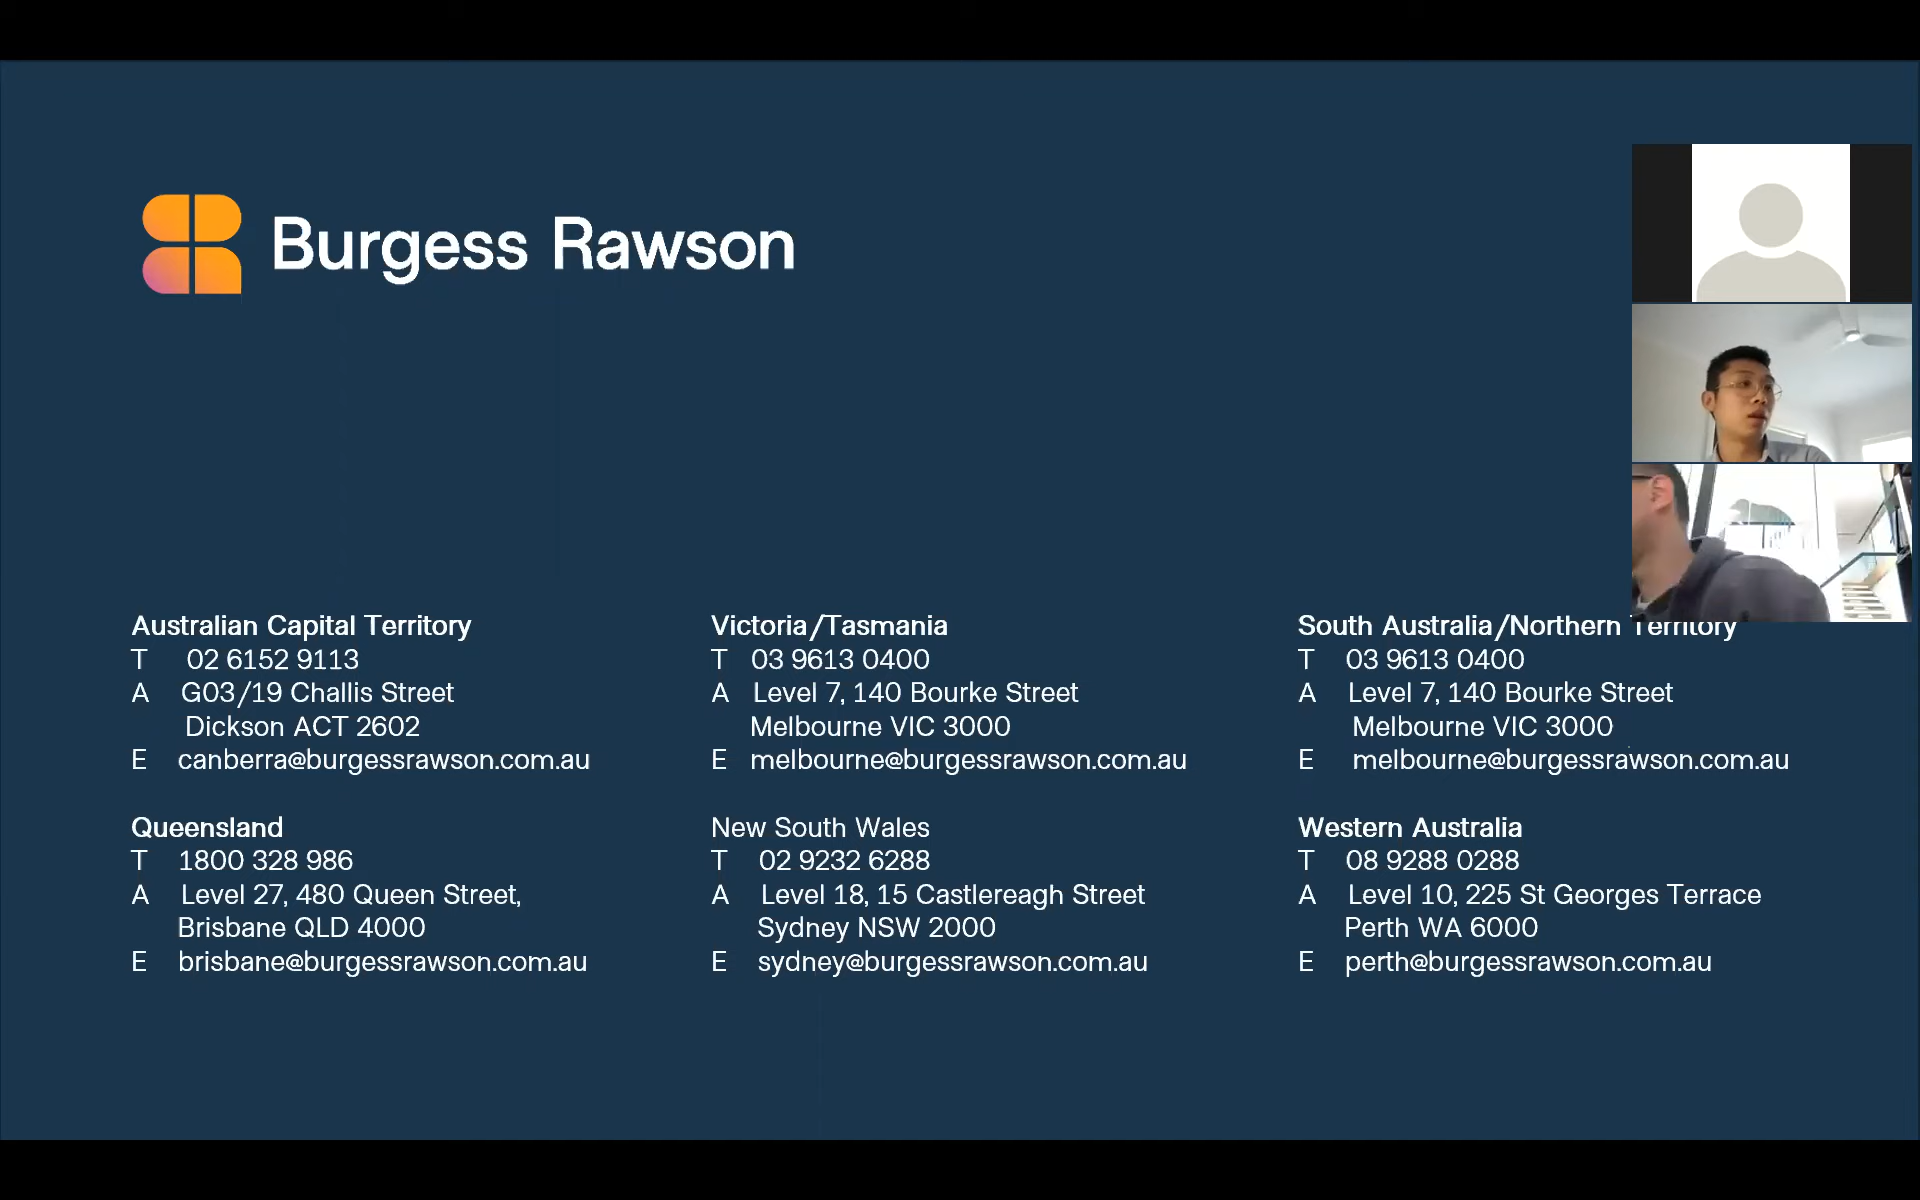 Burgess Rawson
Australian Capital Territory
T 02 6152 9113
A G03/19 Challis Street
Dickson ACT 2602
E canberra@burgessrawson.com.au
Victoria/Tasmania
T 03 9613 0400
A Level 7, 140 Bourke Street
Melbourne VIC 3000
E melbourne@burgessrawson.com.au
South Australia/Northern Territory
T 03 9613 0400
A Level 7, 140 Bourke Street
Melbourne VIC 3000
E melbourne@burgessrawson.com.au
Queensland
T 1800 328 986
A Level 27, 480 Queen Street,
Brisbane QLD 4000
E brisbane@burgessrawson.com.au
New South Wales
T 02 9232 6288
A Level 18, 15 Castlereagh Street
Sydney NSW 2000
E sydney@burgessrawson.com.au
Western Australia
T 08 9288 0288
A Level 10, 225 St Georges Terrace
Perth WA 6000
E perth@burgessrawson.com.au